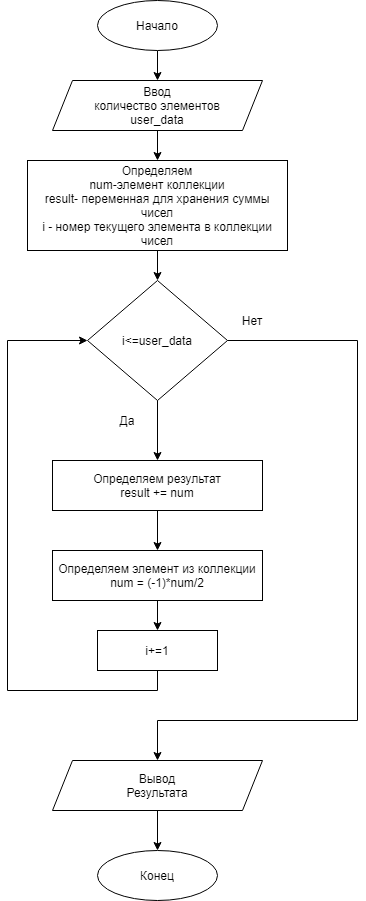 Начало
Ввод
количество элементов
user_data
Определяем
num-элемент коллекции
result- переменная для хранения суммы
чисел
i - номер текущего элемента в коллекции
чисел
i<=user_data
Нет
Да
Определяем результат
result += num
Определяем элемент из коллекции
num = (-1)*num/2
i+=1
Вывод
Результата
Конец